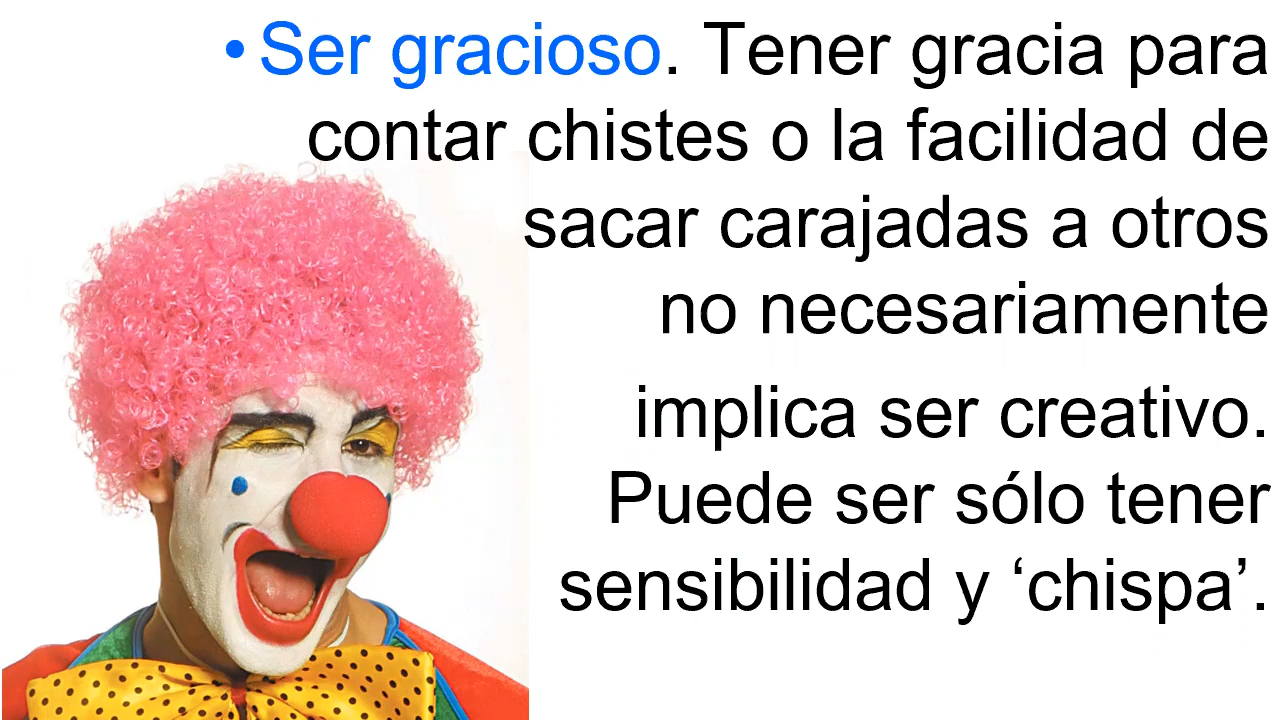 • Ser gracioso. Tener gracia para
contar chistes o la facilidad de
sacar carajadas a otros
no necesariamente
implica ser creativo.
Puede ser sólo tener
sensibilidad y ‘chispa’.